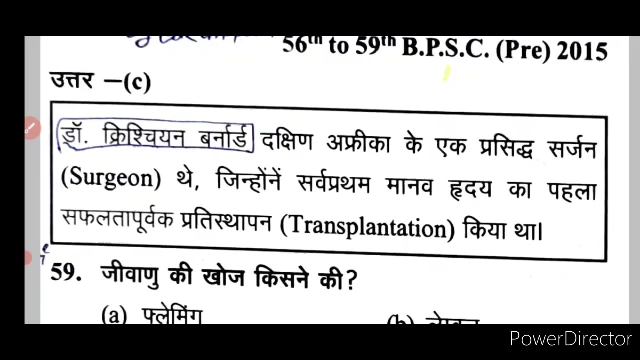 56th to 59th B.P.S.C. (Pre) 2015
उत्तर –(c)
डॉ. क्रिश्चियन बर्नार्ड दक्षिण अफ्रीका के एक प्रसिद्ध सर्जन
(Surgeon) थे, जिन्होंनें सर्वप्रथम मानव हृदय का पहला
सफलतापूर्वक प्रतिस्थापन (Transplantation) किया था।
59. जीवाणु की खोज किसने की?
(a) फ्लेमिंग (b)
PowerDirector